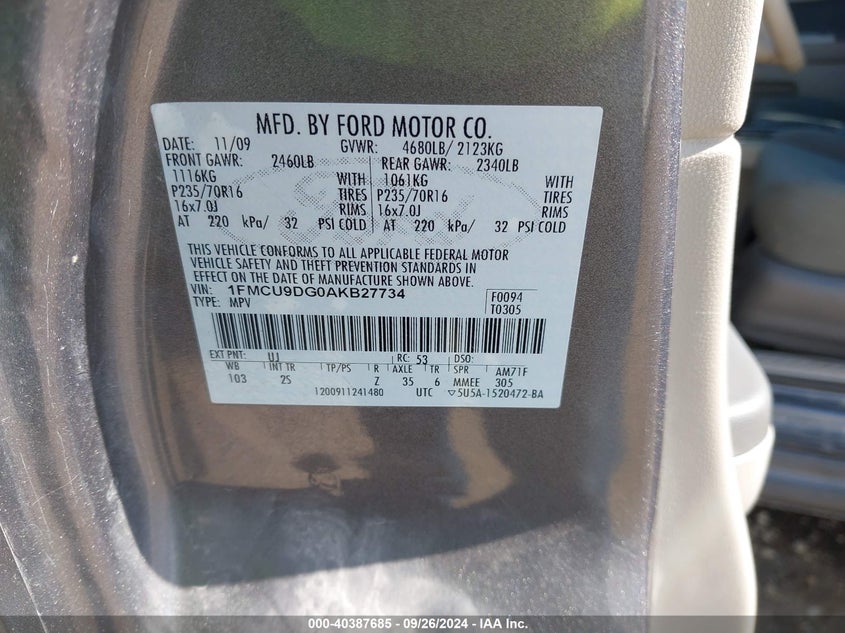 MFD. BY FORD MOTOR CO.
DATE: 11/09 GVWR: 4680LB/ 2123KG
FRONT GAWR: 2460LB REAR GAWR: 2340LB
1116KG WITH 1061KG WITH
P235/70R16 TIRES P235/70R16 TIRES
16x7.0J RIMS 16x7.0J RIMS
AT 220 kPa/ 32 PSI COLD AT 220 kPa/ 32 PSI COLD
THIS VEHICLE CONFORMS TO ALL APPLICABLE FEDERAL MOTOR
VEHICLE SAFETY AND THEFT PREVENTION STANDARDS IN
EFFECT ON THE DATE OF MANUFACTURE SHOWN ABOVE.
VIN: 1FMCU9DG0AKB27734 F0094
TYPE: MPV T0305
EXT PNT: UJ RC: 53 DSO:
WB INT TR TP/PS R AXLE TR SPR AM71F
103 2S Z 35 6 MMEE 305
1200911241480 UTC ▽5U5A-1520472-BA
000-40387685 - 09/26/2024 - IAA Inc.